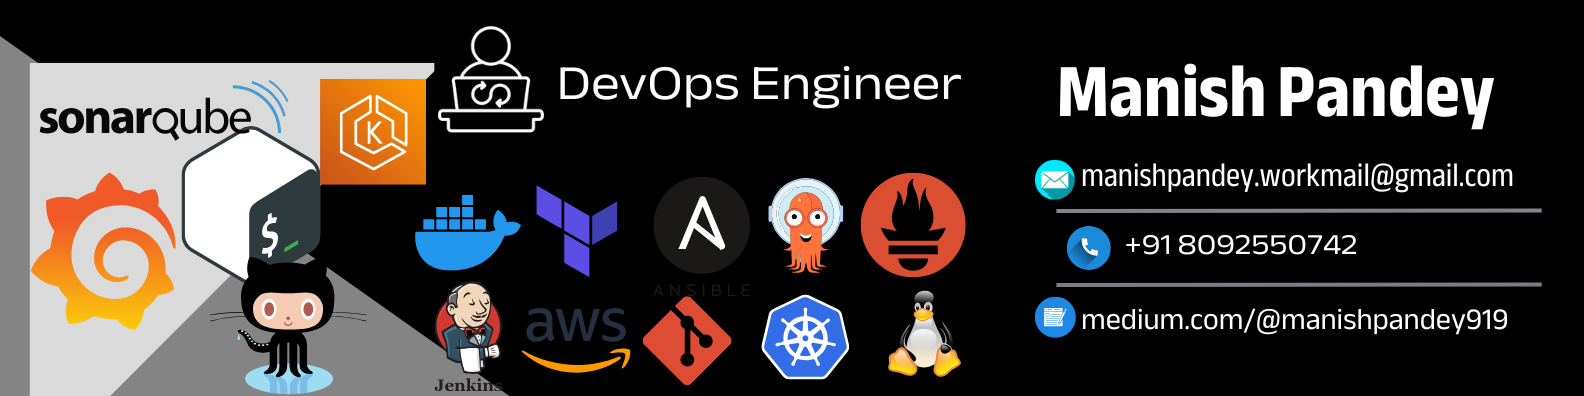 sonarqube
K
$_
DevOps Engineer
A
ANSIBLE
Jenkins
aws
Manish Pandey
manishpandey.workmail@gmail.com
+91 8092550742
medium.com/@manishpandey919